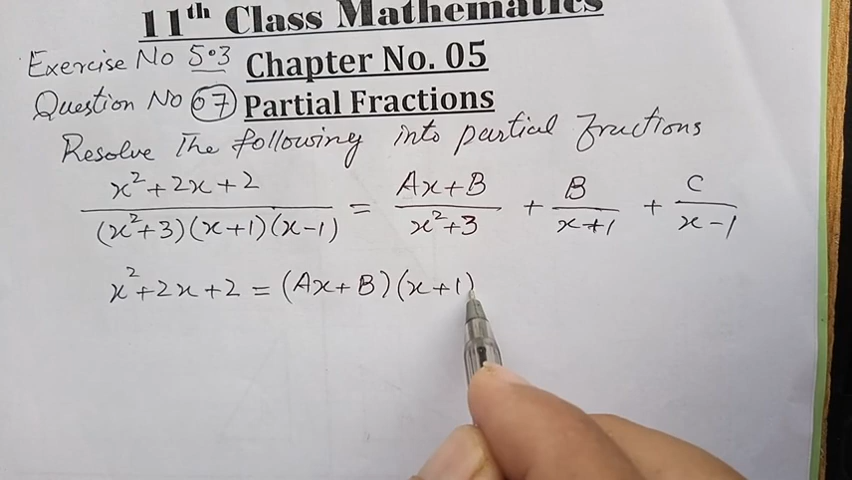 11th Class Mathematics
Exercise No 5.3 Chapter No. 05
Question No 07 Partial Fractions
Resolve The following into partial fractions
x²+2x+2 / (x²+3)(x+1)(x-1) = Ax+B / x²+3 + B / x+1 + C / x-1
x²+2x+2 = (Ax+B)(x+1)